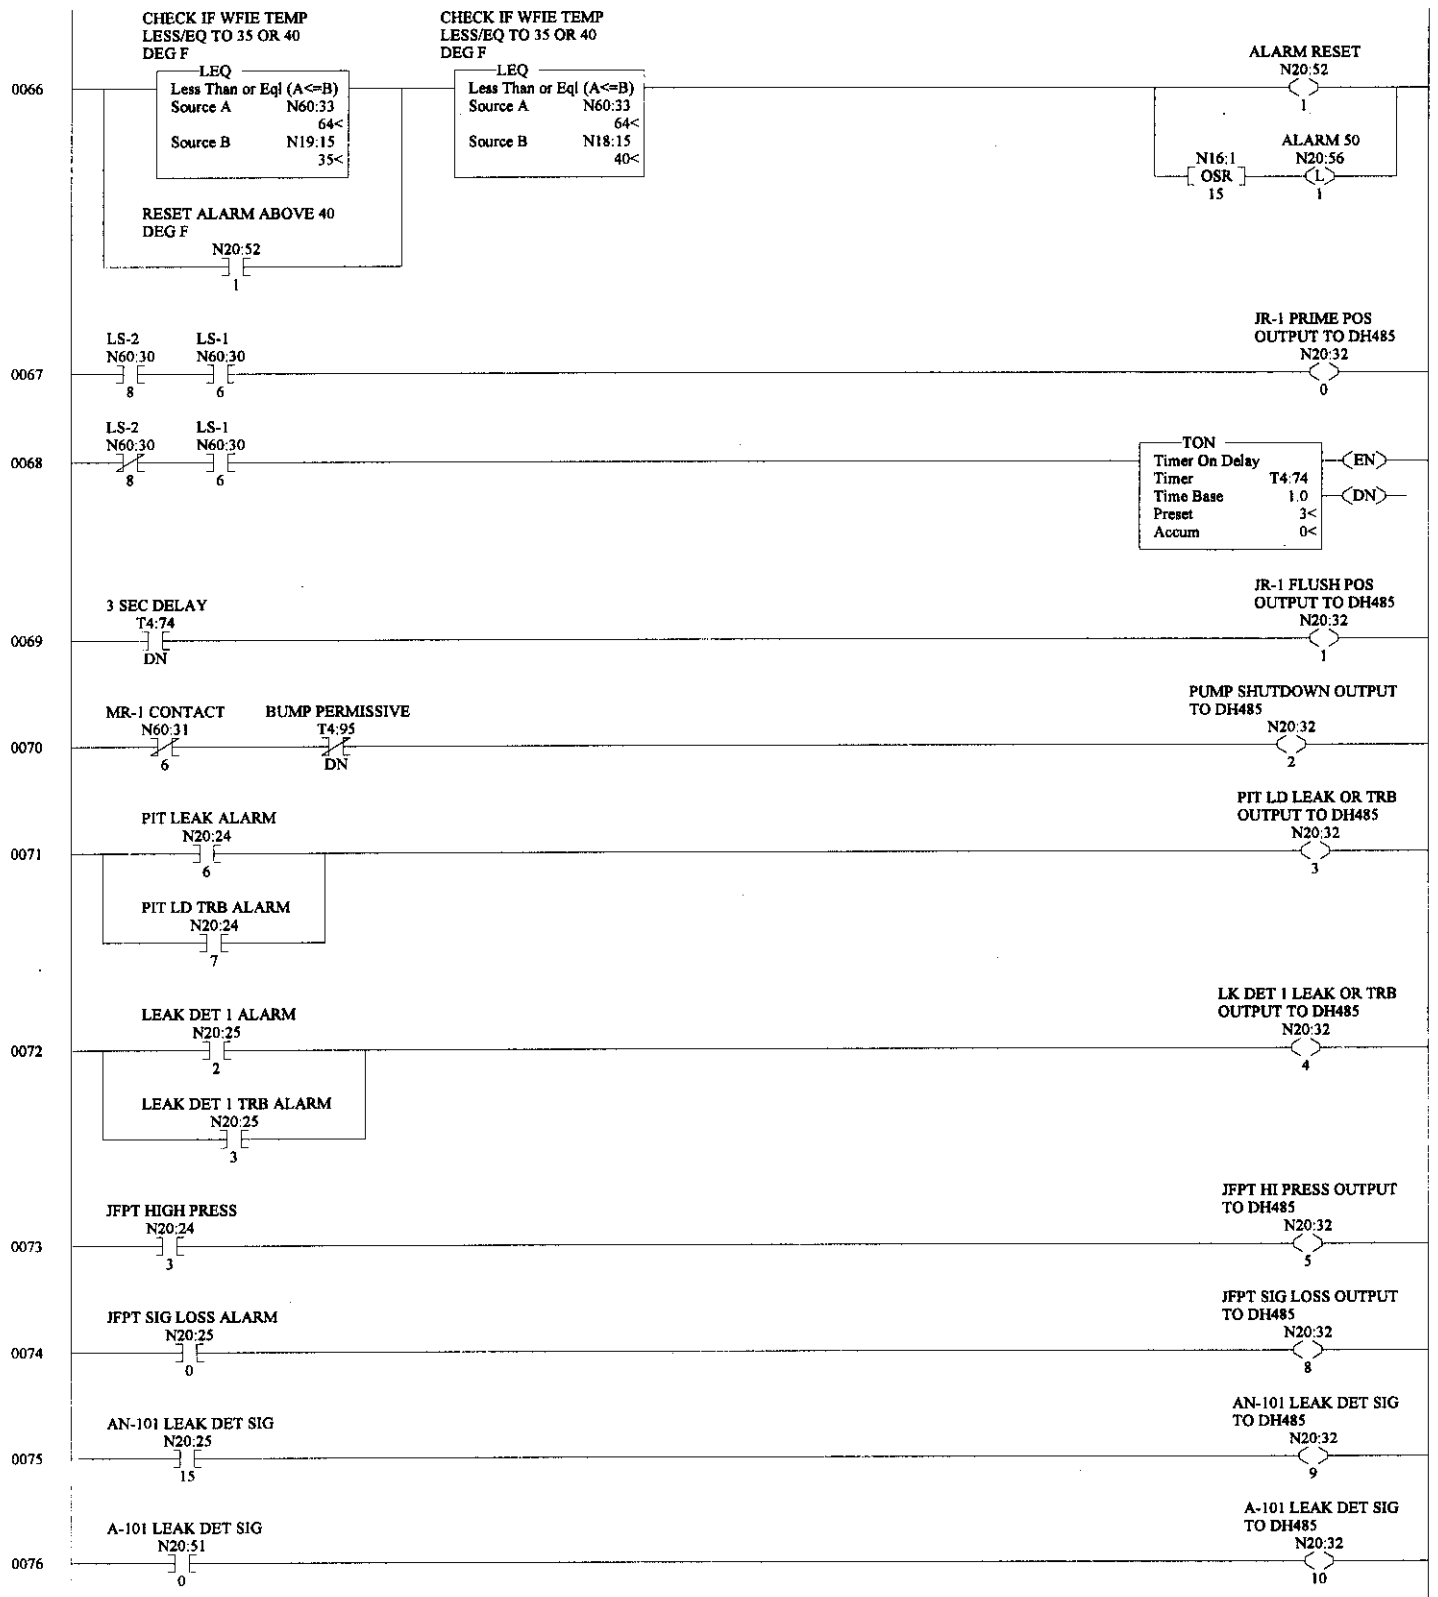 CHECK IF WFIE TEMP
LESS/EQ TO 35 OR 40
DEG F
CHECK IF WFIE TEMP
LESS/EQ TO 35 OR 40
DEG F
ALARM RESET
N20:52
1
0066
LEQ
Less Than or Eql (A<=B)
Source A N60:33
64<
Source B N19:15
35<
LEQ
Less Than or Eql (A<=B)
Source A N60:33
64<
Source B N18:15
40<
ALARM 50
N16:1 N20:56
OSR L
15 1
RESET ALARM ABOVE 40
DEG F
N20:52
1
JR-1 PRIME POS
OUTPUT TO DH485
LS-2 LS-1
N60:30 N60:30 N20:32
0067
8 6 0
LS-2 LS-1
N60:30 N60:30
0068
8 6
TON
Timer On Delay EN
Timer T4:74
Time Base 1.0 DN
Preset 3<
Accum 0<
JR-1 FLUSH POS
OUTPUT TO DH485
3 SEC DELAY
T4:74 N20:32
0069
DN 1
PUMP SHUTDOWN OUTPUT
TO DH485
MR-1 CONTACT BUMP PERMISSIVE
N60:31 T4:95 N20:32
0070
6 DN 2
PIT LD LEAK OR TRB
OUTPUT TO DH485
PIT LEAK ALARM
N20:24 N20:32
0071
6 3
PIT LD TRB ALARM
N20:24
7
LK DET 1 LEAK OR TRB
OUTPUT TO DH485
LEAK DET 1 ALARM
N20:25 N20:32
0072
2 4
LEAK DET 1 TRB ALARM
N20:25
3
JFPT HI PRESS OUTPUT
TO DH485
JFPT HIGH PRESS
N20:24 N20:32
0073
3 5
JFPT SIG LOSS OUTPUT
TO DH485
JFPT SIG LOSS ALARM
N20:25 N20:32
0074
0 8
AN-101 LEAK DET SIG
TO DH485
AN-101 LEAK DET SIG
N20:25 N20:32
0075
15 9
A-101 LEAK DET SIG
TO DH485
A-101 LEAK DET SIG
N20:51 N20:32
0076
0 10